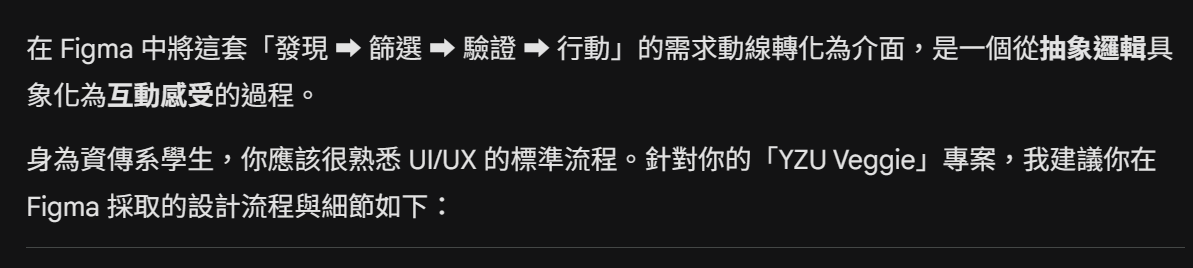 在 Figma 中將這套「發現 ➡ 篩選 ➡ 驗證 ➡ 行動」的需求動線轉化為介面，是一個從抽象邏輯具
象化為互動感受的過程。
身為資傳系學生，你應該很熟悉 UI/UX 的標準流程。針對你的「YZU Veggie」專案，我建議你在
Figma 採取的設計流程與細節如下：